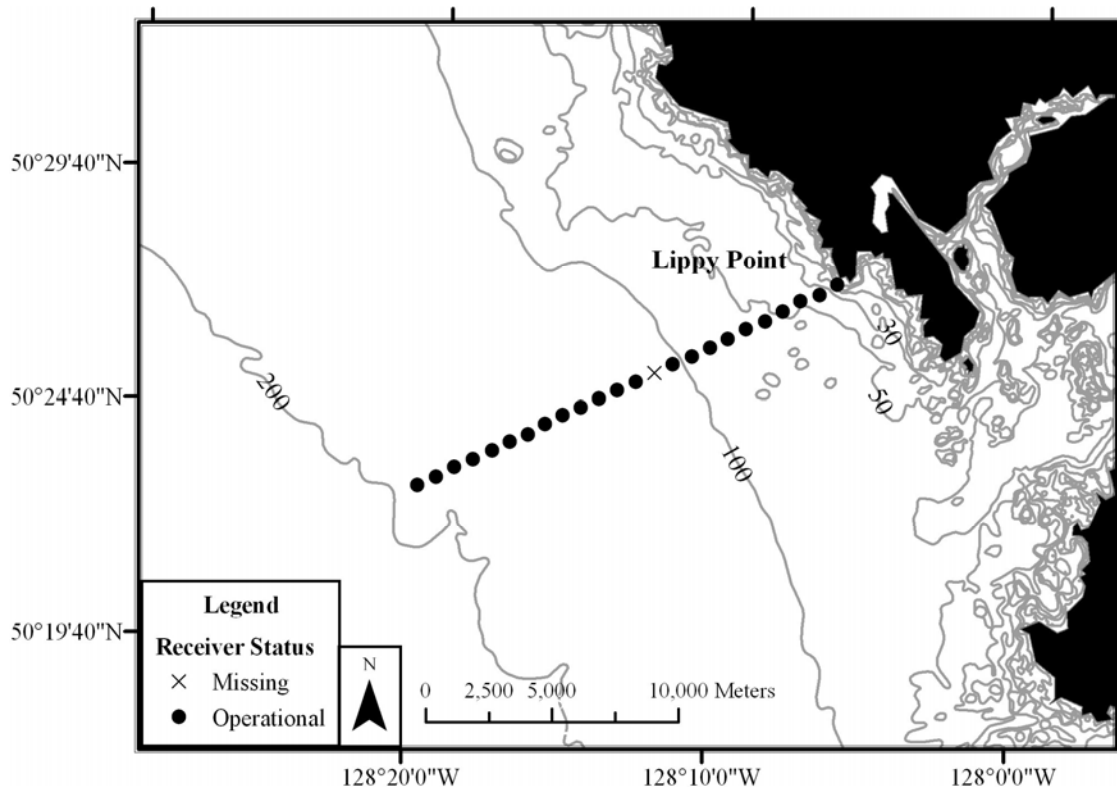 50°29'40"N
Lippy Point
30
50°24'40"N
200
50
100
50°19'40"N
Legend
Receiver Status
Missing
Operational
N
0 2,500 5,000 10,000 Meters
128°20'0"W 128°10'0"W 128°0'0"W